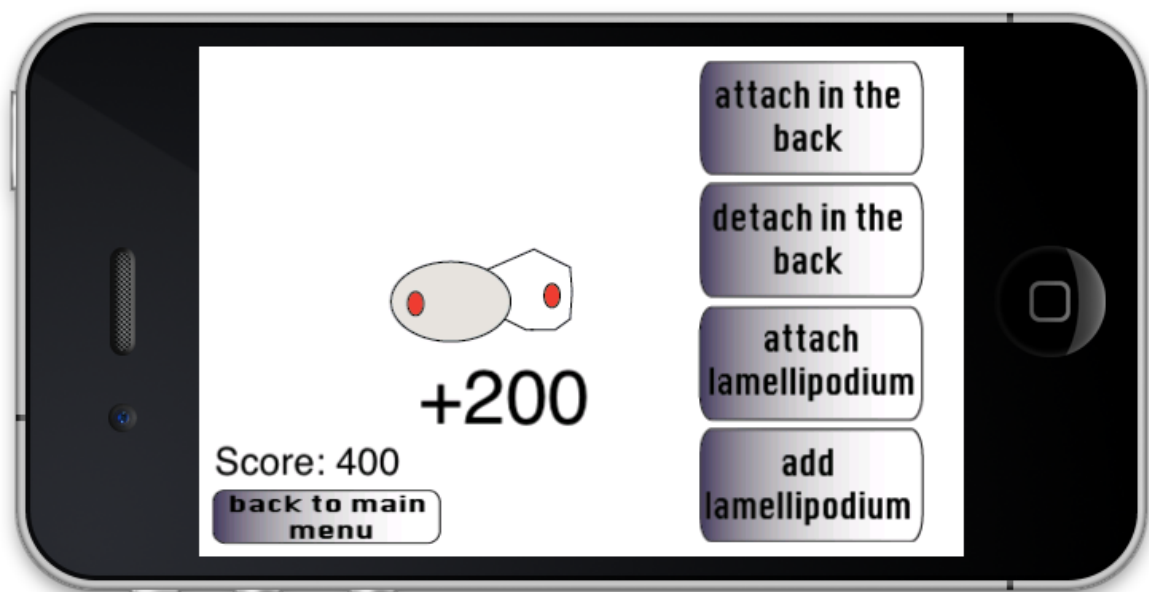 attach in the
back
detach in the
back
attach
lamellipodium
add
lamellipodium
+200
Score: 400
back to main
menu